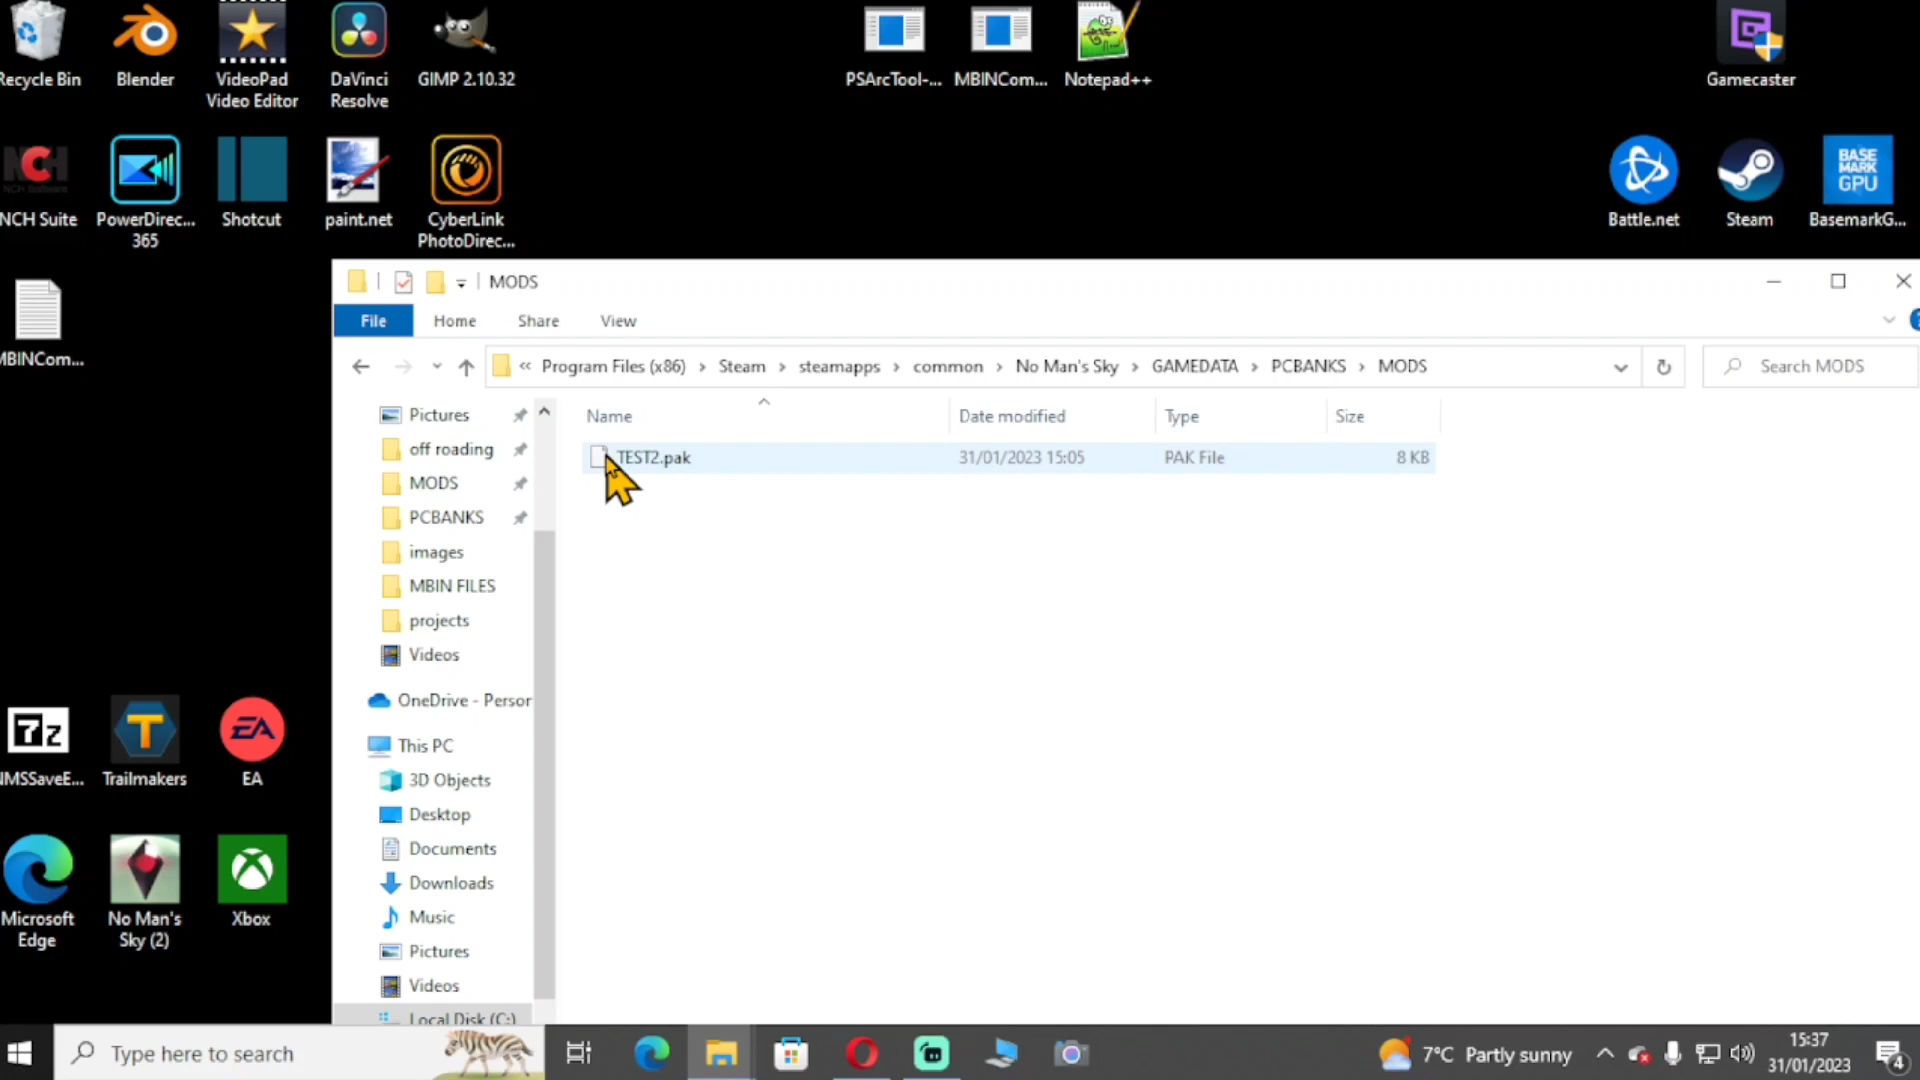 Recycle Bin
Blender
VideoPad
Video Editor
DaVinci
Resolve
GIMP 2.10.32
PSArcTool-...
MBINCom...
Notepad++
Gamecaster
NCH Suite
PowerDirec...
365
Shotcut
paint.net
CyberLink
PhotoDirec...
Battle.net
Steam
BASE
MARK
GPU
BasemarkG...
MBINCom...
MODS
File
Home
Share
View
« Program Files (x86) › Steam › steamapps › common › No Man's Sky › GAMEDATA › PCBANKS › MODS
Search MODS
Name
Date modified
Type
Size
TEST2.pak
31/01/2023 15:05
PAK File
8 KB
Pictures
off roading
MODS
PCBANKS
images
MBIN FILES
projects
Videos
OneDrive - Person
This PC
3D Objects
Desktop
Documents
Downloads
Music
Pictures
Videos
Local Disk (C:)
7z
NMSSaveE...
T
Trailmakers
EA
EA
Microsoft
Edge
No Man's
Sky (2)
Xbox
Type here to search
7°C Partly sunny
15:37
31/01/2023
4